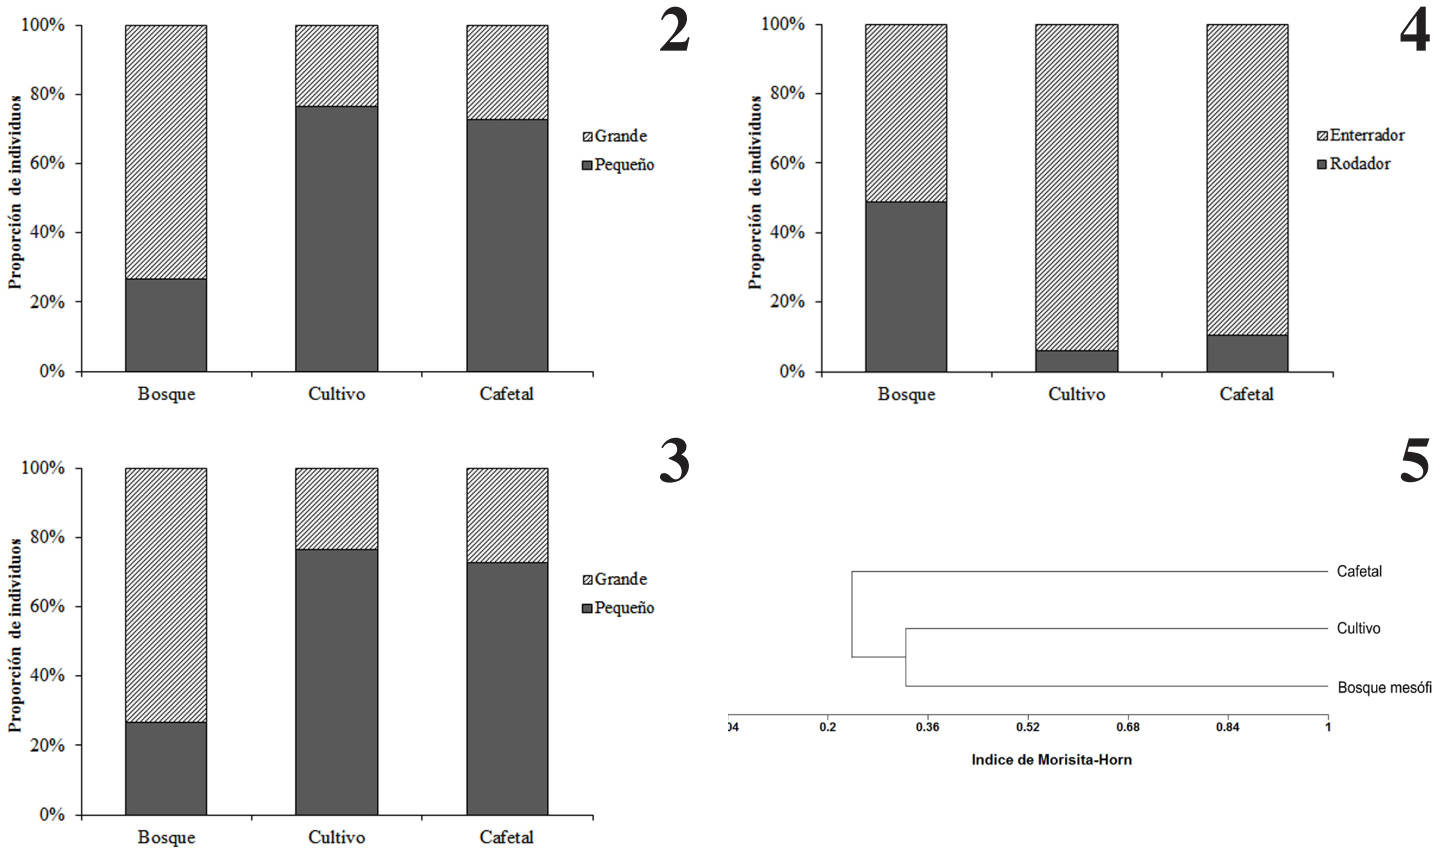 2
Proporción de individuos
100%
80%
60%
40%
20%
0%
Bosque Cultivo Cafetal
Grande
Pequeño
4
Proporción de individuos
100%
80%
60%
40%
20%
0%
Bosque Cultivo Cafetal
Enterrador
Rodador
3
Proporción de individuos
100%
80%
60%
40%
20%
0%
Bosque Cultivo Cafetal
Grande
Pequeño
5
Cafetal
Cultivo
Bosque mesófi
04 0.2 0.36 0.52 0.68 0.84 1
Indice de Morisita-Horn